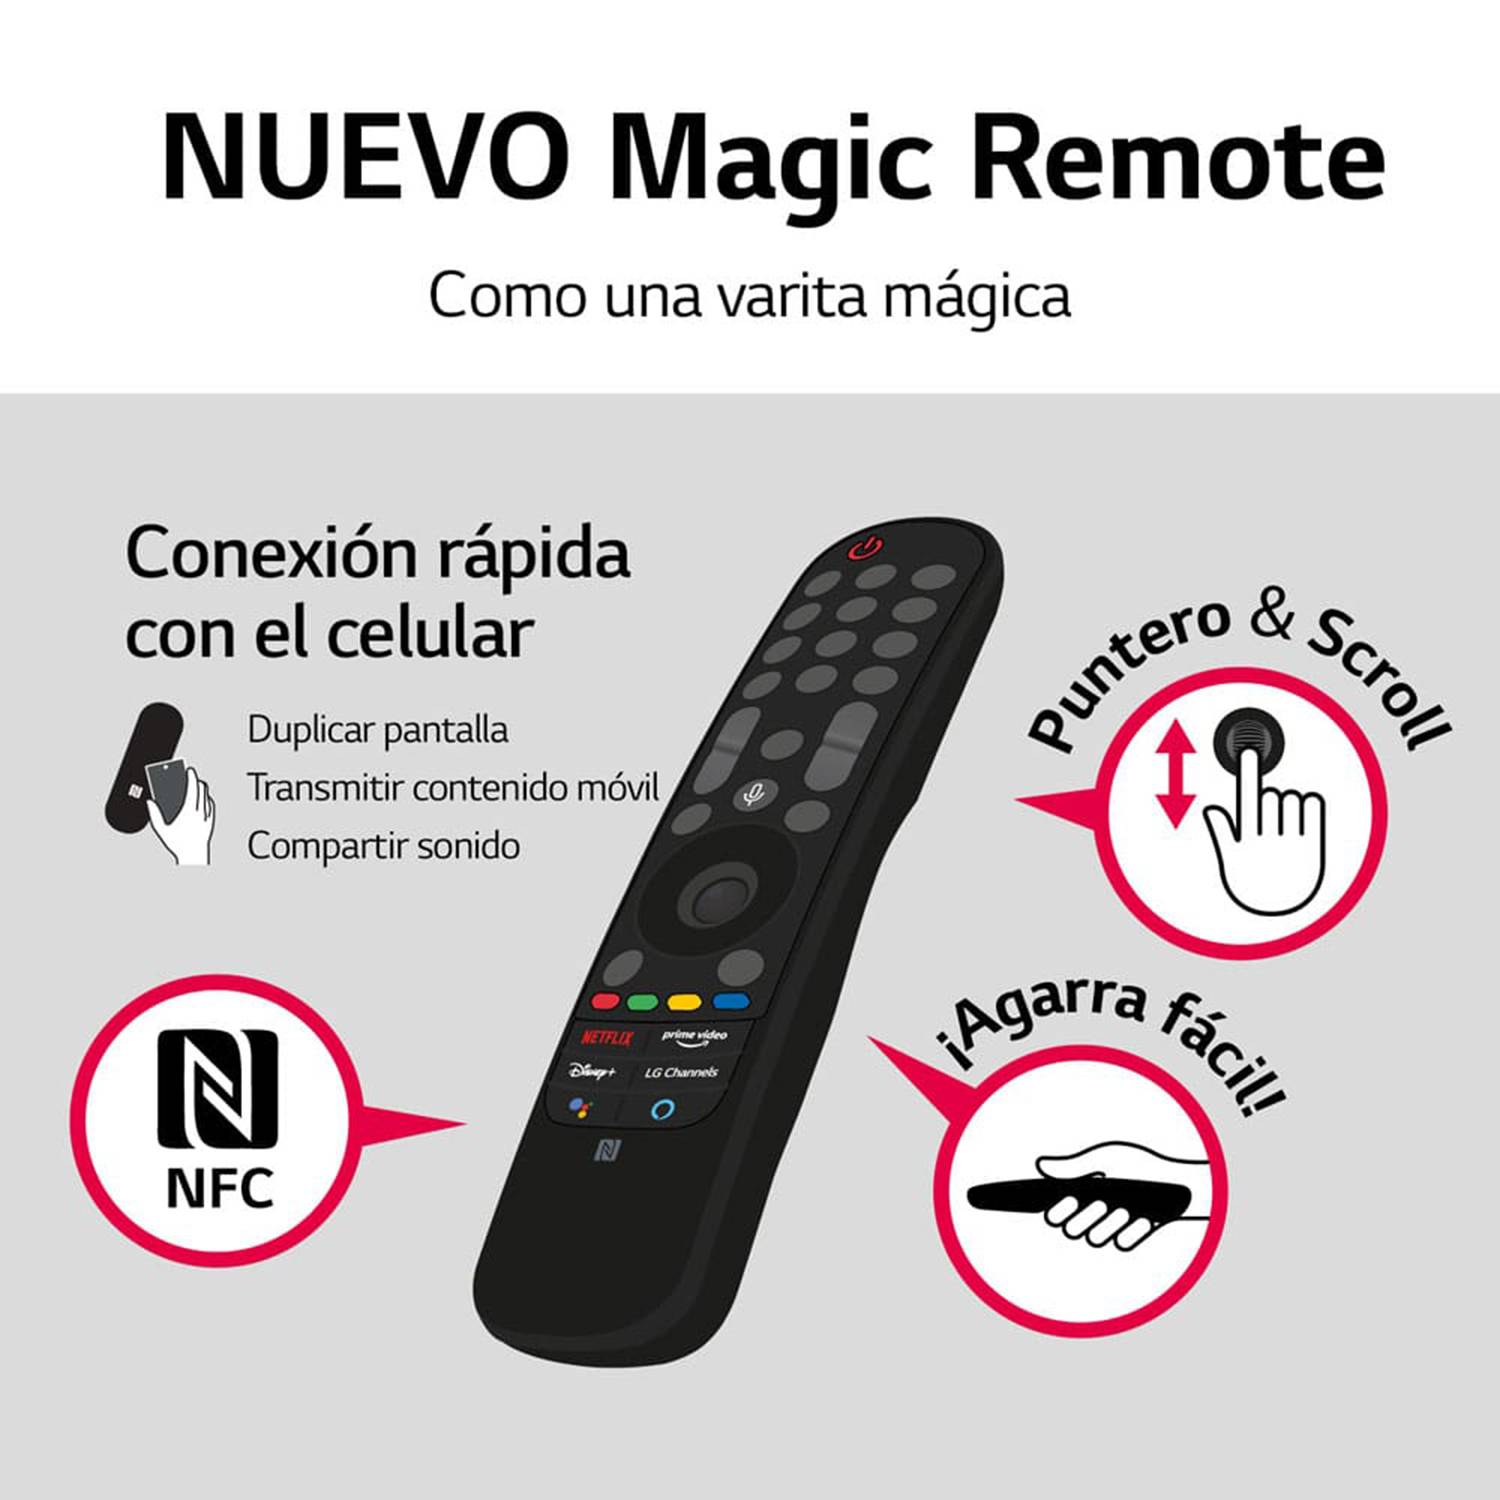 NUEVO Magic Remote
Como una varita mágica
Conexión rápida
con el celular
Duplicar pantalla
Transmitir contenido móvil
Compartir sonido
Puntero & Scroll
¡Agarra fácil!
NFC
NETFLIX
prime video
Disney+
LG Channels